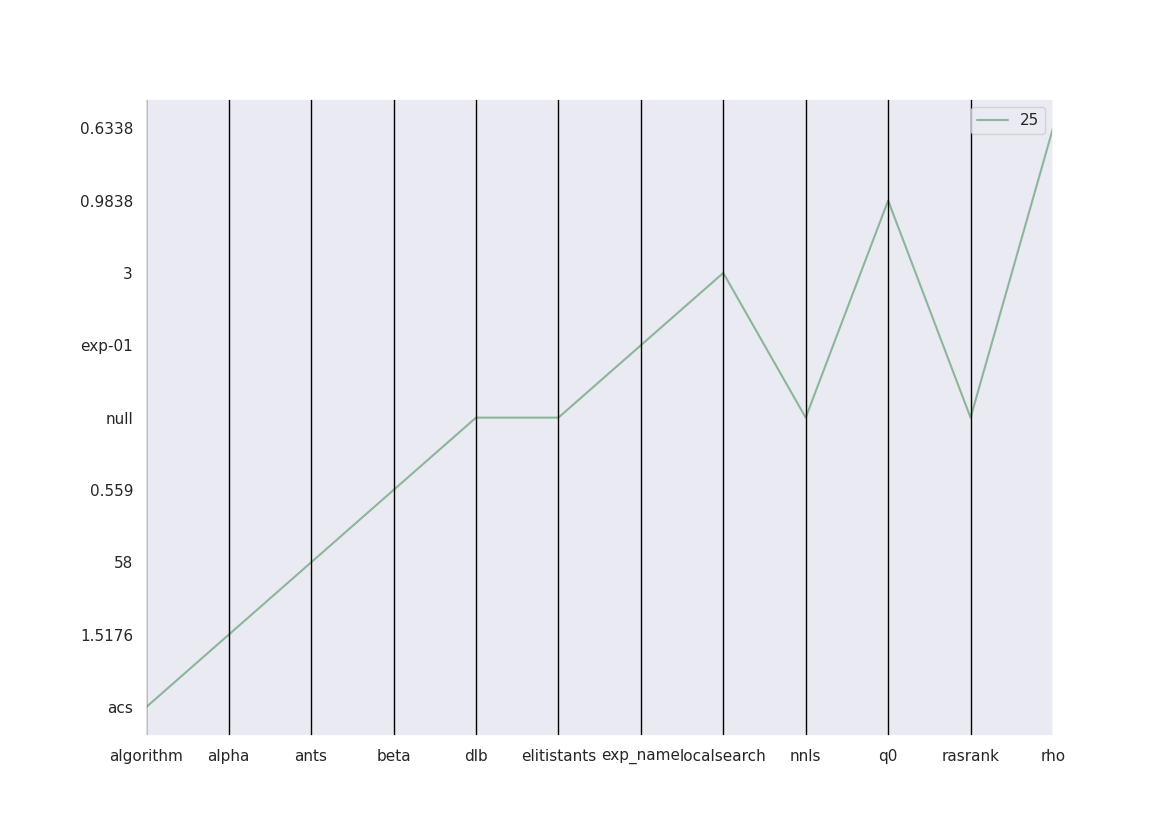 0.6338
25
0.9838
3
exp-01
null
0.559
58
1.5176
acs
algorithm alpha ants beta dlb elitistants exp_name localsearch nnls q0 rasrank rho